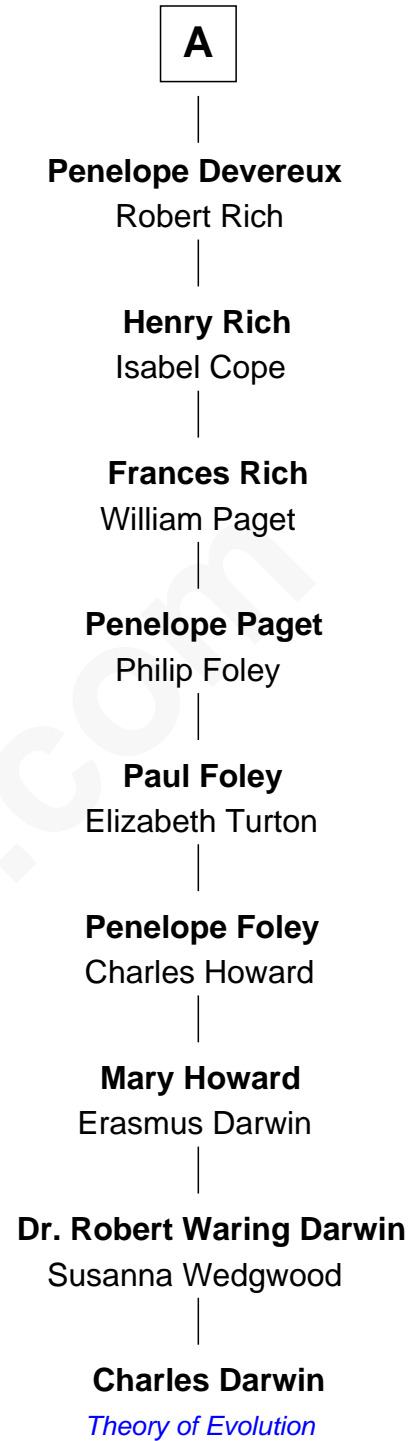 A
Penelope Devereux
Robert Rich
Henry Rich
Isabel Cope
Frances Rich
William Paget
Penelope Paget
Philip Foley
Paul Foley
Elizabeth Turton
Penelope Foley
Charles Howard
Mary Howard
Erasmus Darwin
Dr. Robert Waring Darwin
Susanna Wedgwood
Charles Darwin
Theory of Evolution
.com